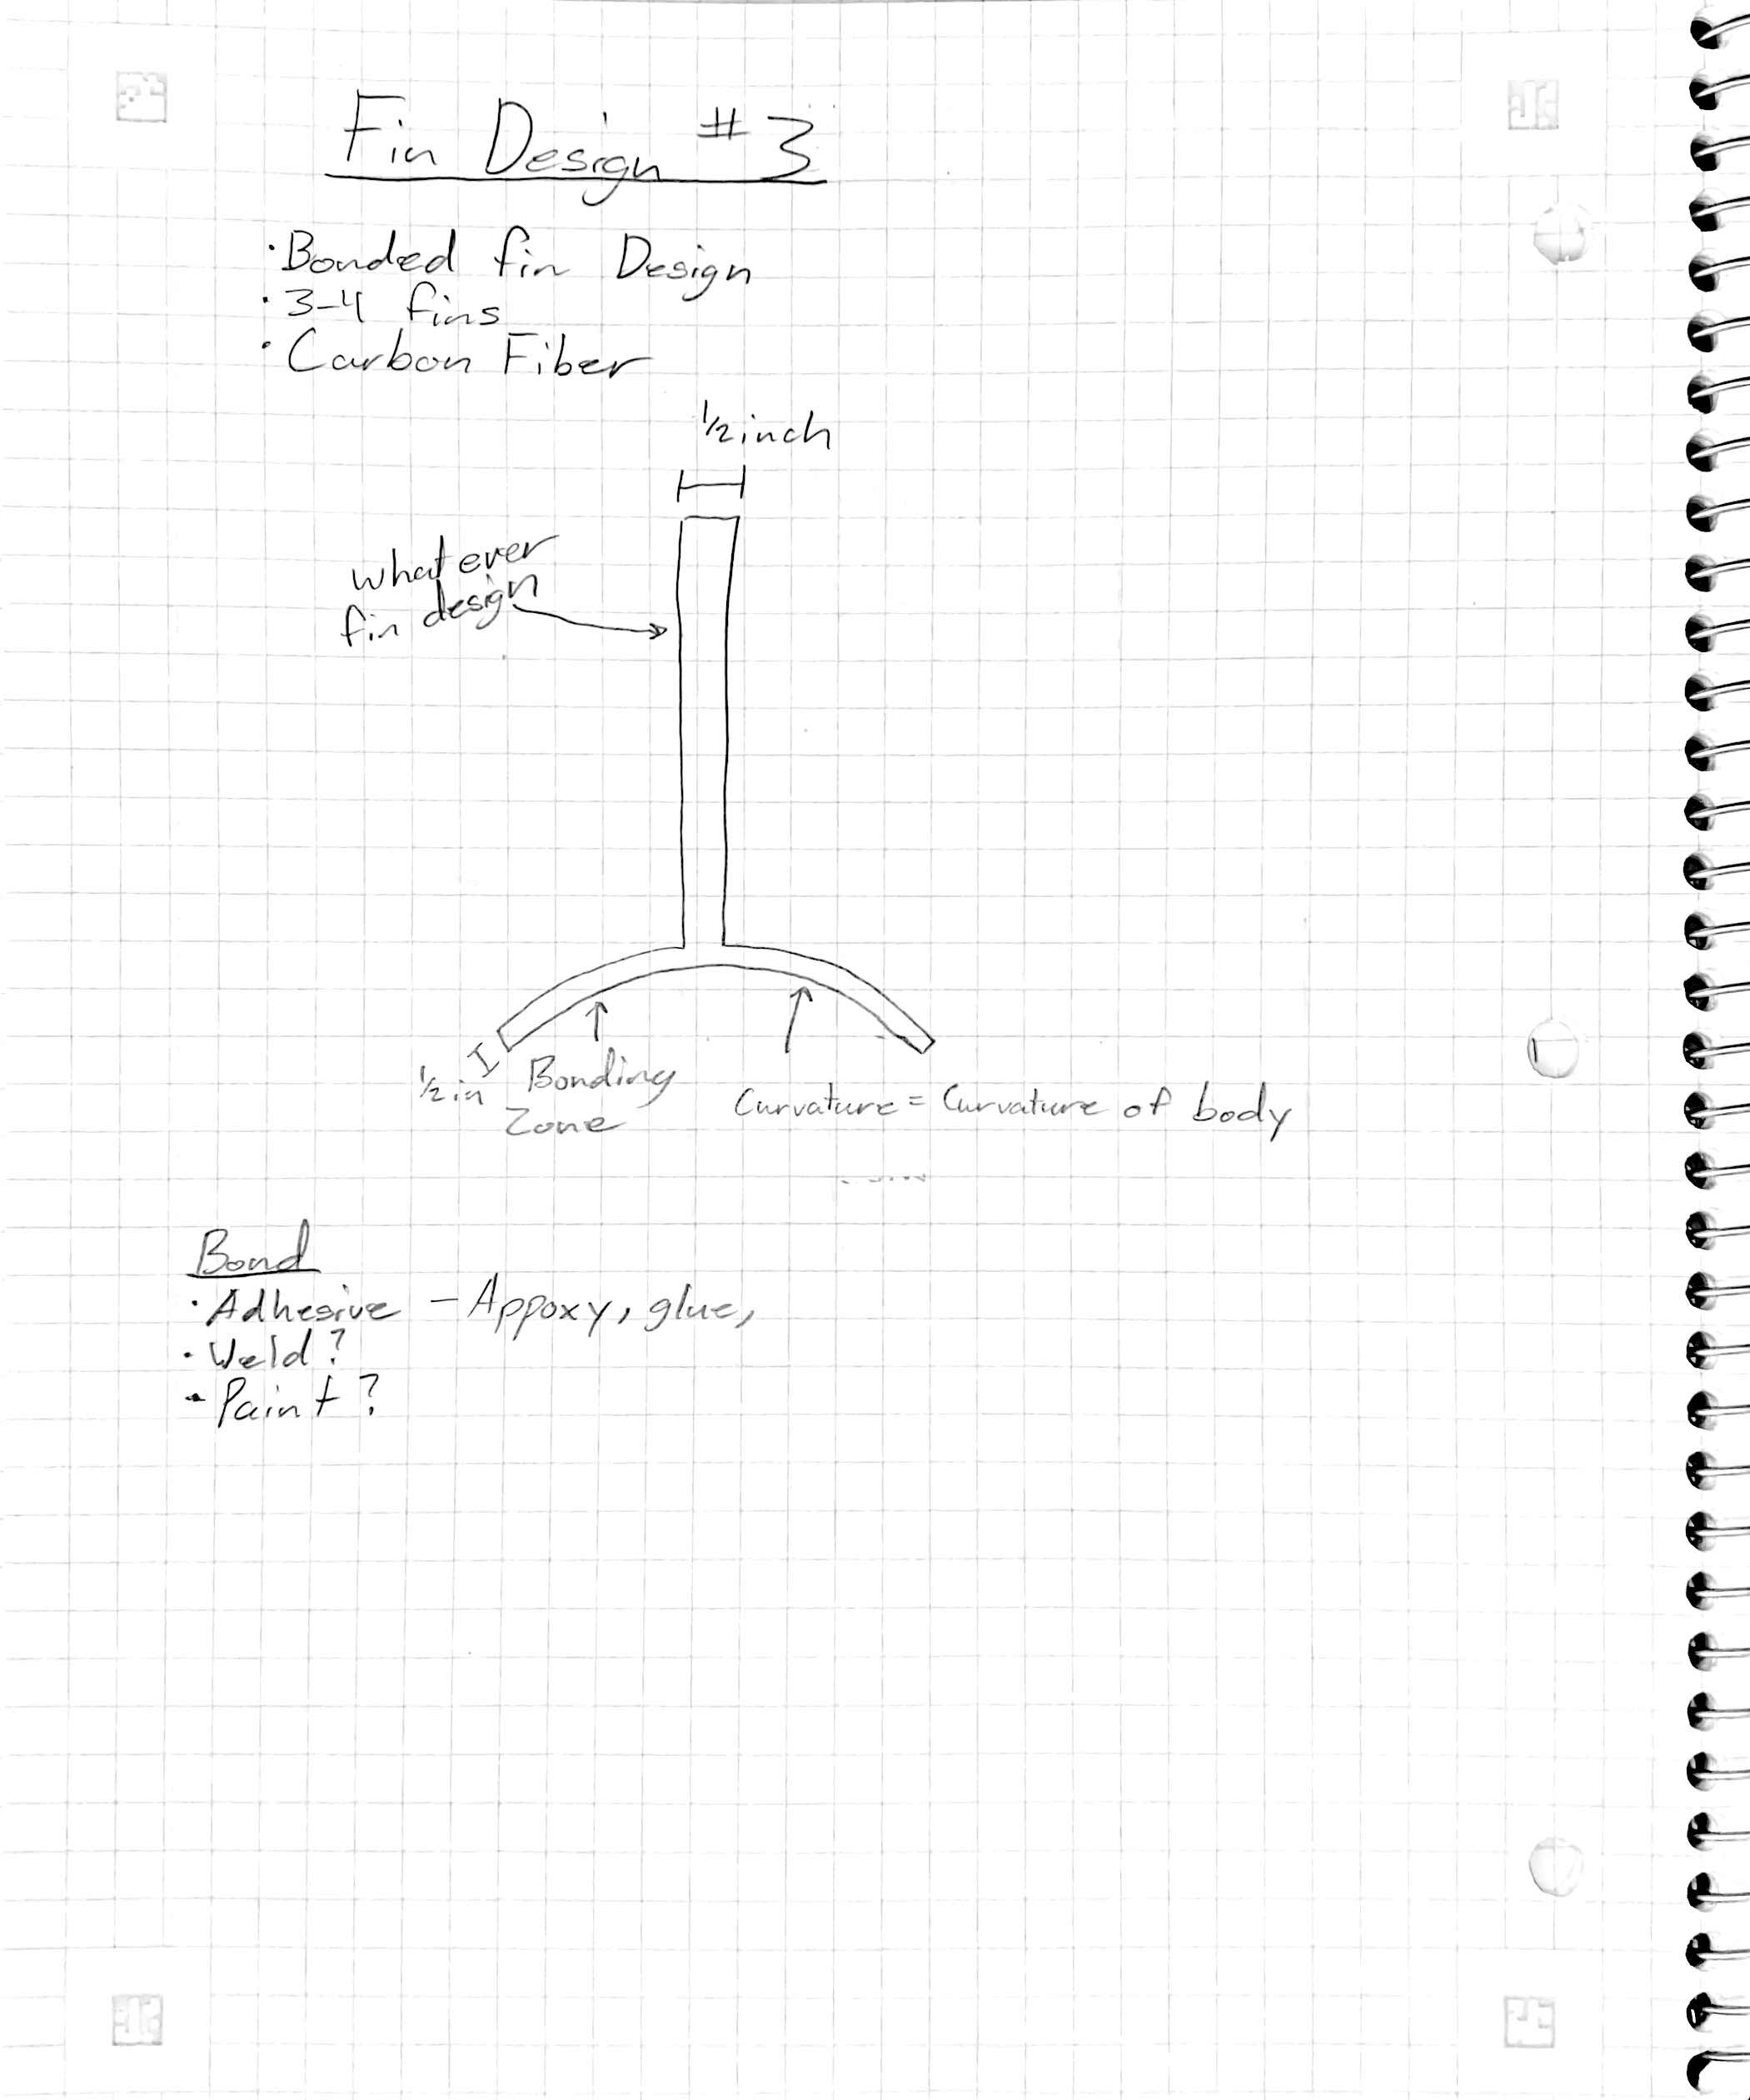 Fin Design #3
· Bonded fin Design
· 3-4 fins
· Carbon Fiber
1/2 inch
whatever
fin design
1/2 in
Bonding
Zone
Curvature = Curvature of body
Bond
· Adhesive - Appoxy, glue,
· Weld?
· Paint?